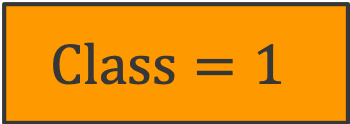 Class = 1